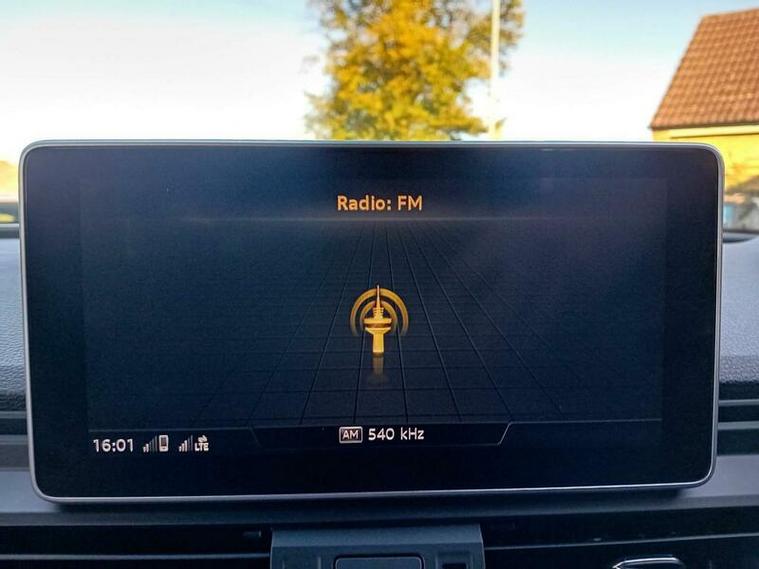 Radio: FM
AM 540 kHz
16:01 LTE